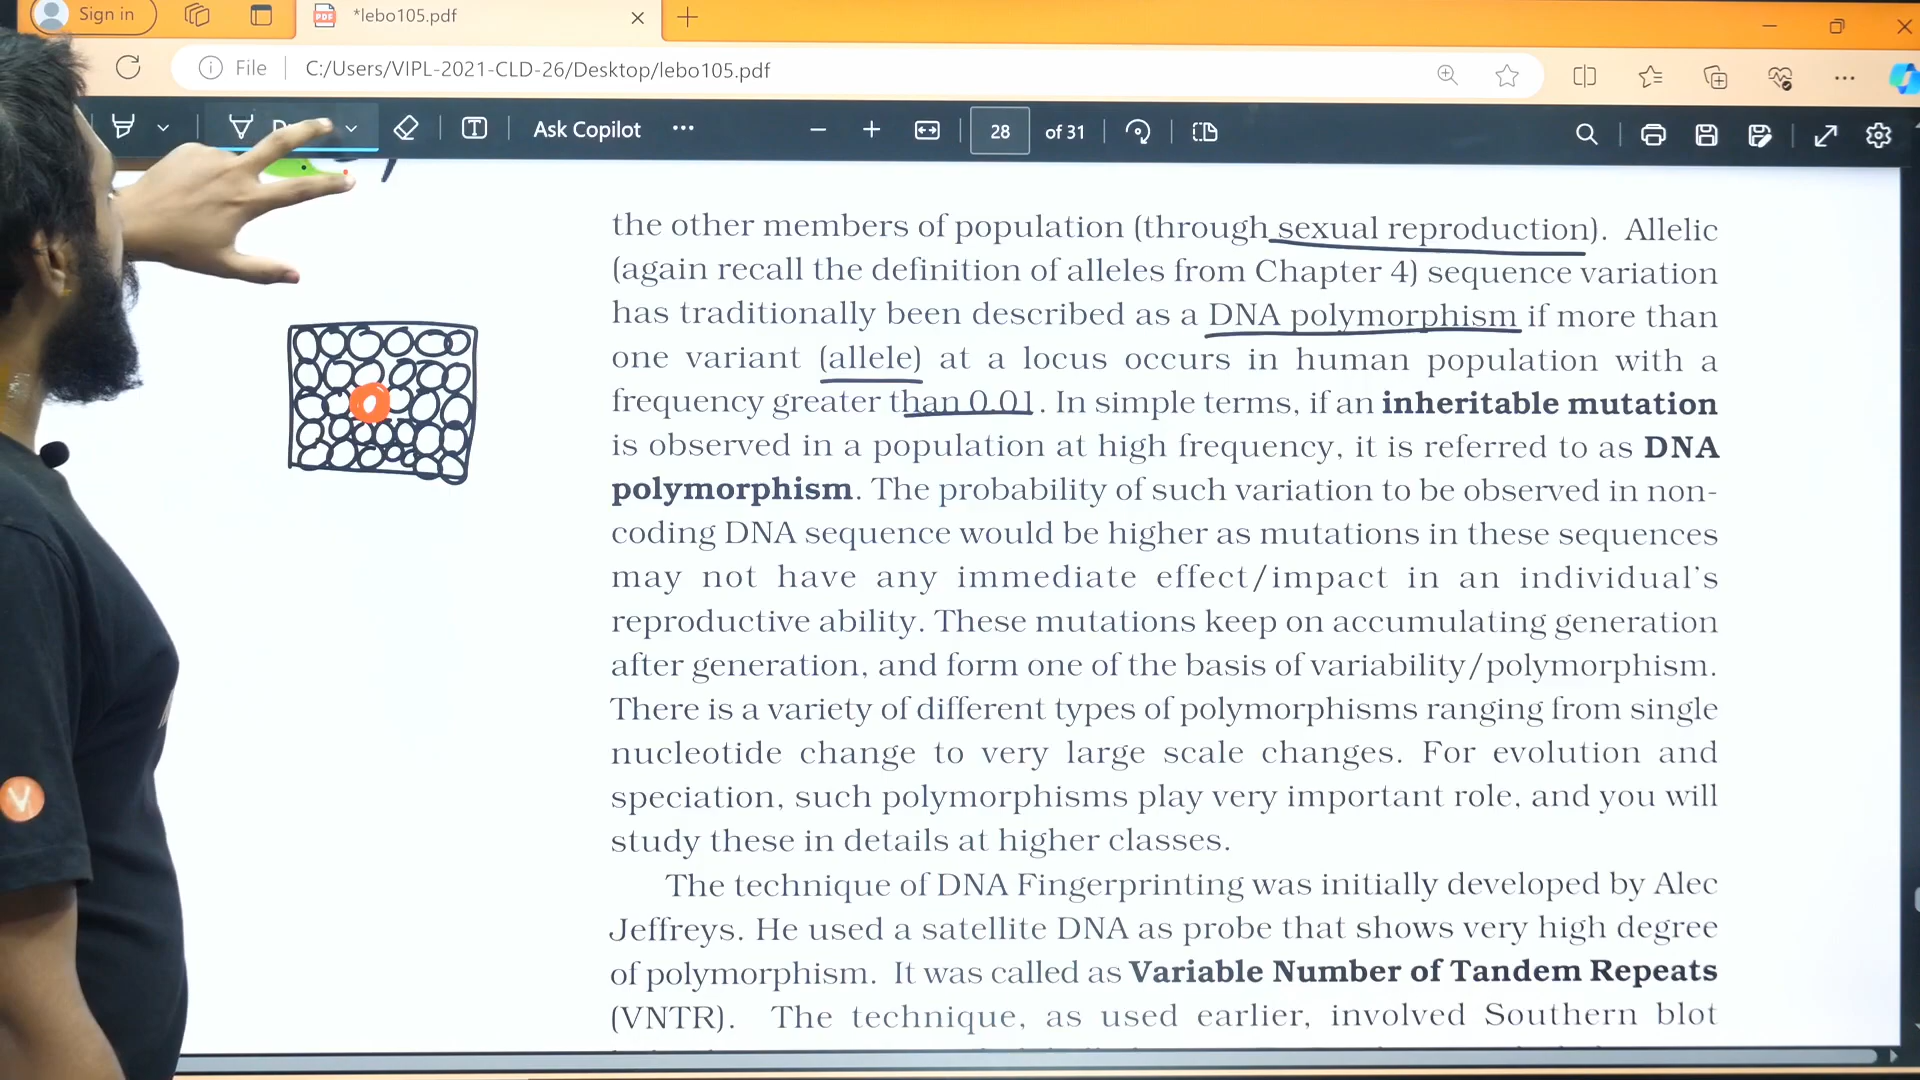 Sign in
*lebo105.pdf
File
C:/Users/VIPL-2021-CLD-26/Desktop/lebo105.pdf
Ask Copilot
28 of 31
the other members of population (through sexual reproduction). Allelic
(again recall the definition of alleles from Chapter 4) sequence variation
has traditionally been described as a DNA polymorphism if more than
one variant (allele) at a locus occurs in human population with a
frequency greater than 0.01. In simple terms, if an inheritable mutation
is observed in a population at high frequency, it is referred to as DNA
polymorphism. The probability of such variation to be observed in non-
coding DNA sequence would be higher as mutations in these sequences
may not have any immediate effect/impact in an individual's
reproductive ability. These mutations keep on accumulating generation
after generation, and form one of the basis of variability/polymorphism.
There is a variety of different types of polymorphisms ranging from single
nucleotide change to very large scale changes. For evolution and
speciation, such polymorphisms play very important role, and you will
study these in details at higher classes.
The technique of DNA Fingerprinting was initially developed by Alec
Jeffreys. He used a satellite DNA as probe that shows very high degree
of polymorphism. It was called as Variable Number of Tandem Repeats
(VNTR). The technique, as used earlier, involved Southern blot
V